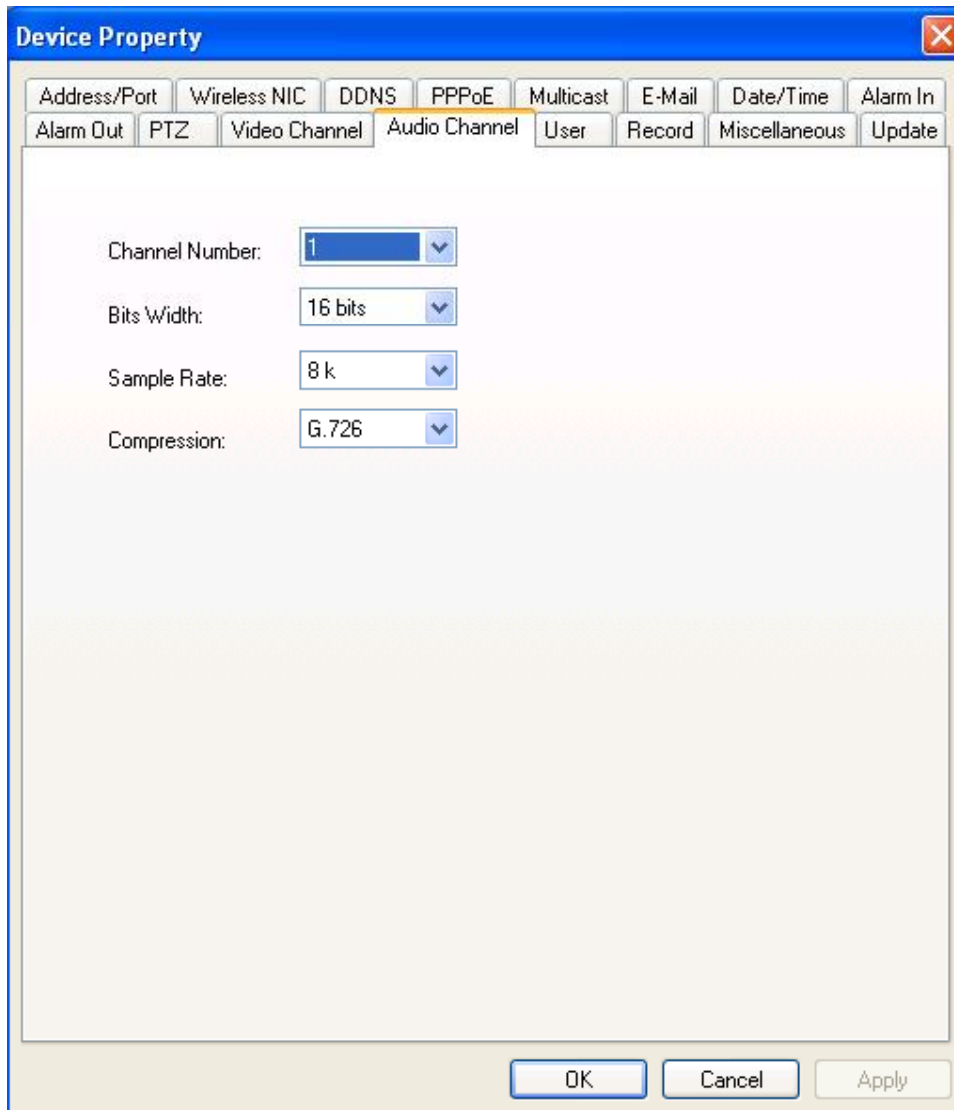 Device Property
Address/Port Wireless NIC DDNS PPPoE Multicast E-Mail Date/Time Alarm In
Alarm Out PTZ Video Channel Audio Channel User Record Miscellaneous Update
Channel Number: 1
Bits Width: 16 bits
Sample Rate: 8 k
Compression: G.726
OK Cancel Apply